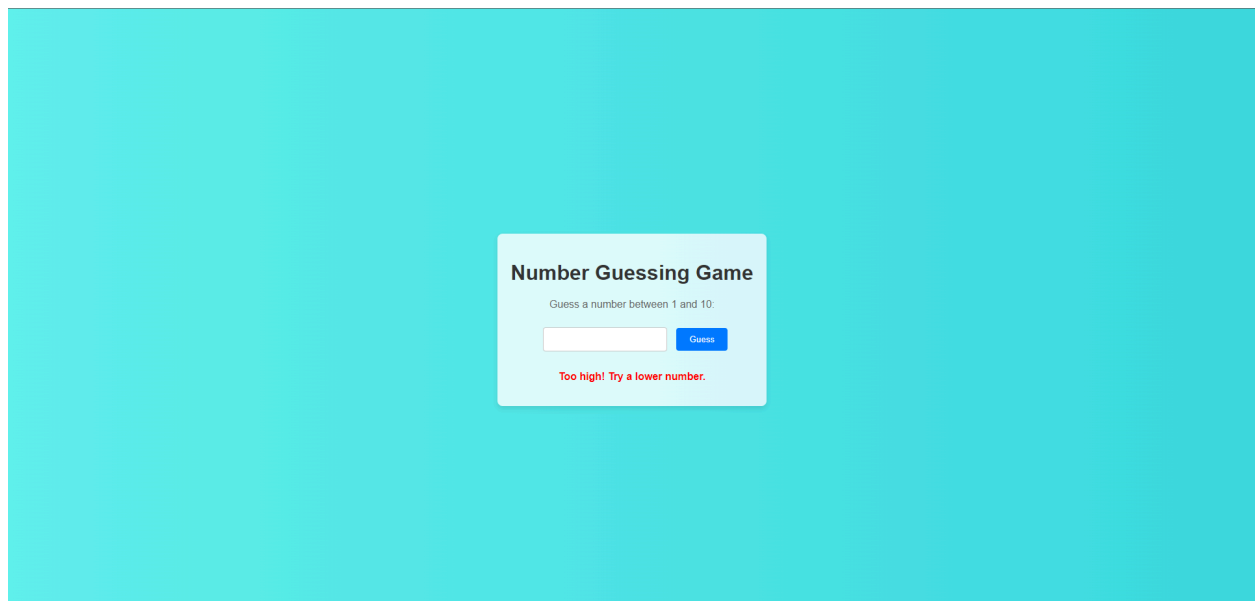 Number Guessing Game
Guess a number between 1 and 10:
Guess
Too high! Try a lower number.